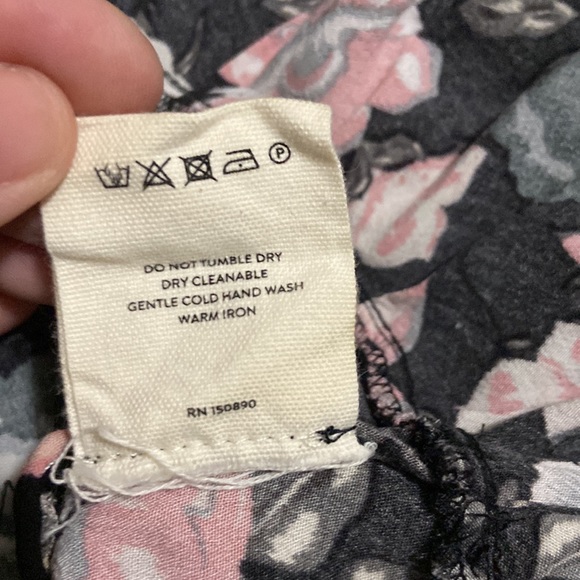 P
DO NOT TUMBLE DRY
DRY CLEANABLE
GENTLE COLD HAND WASH
WARM IRON
RN 150890